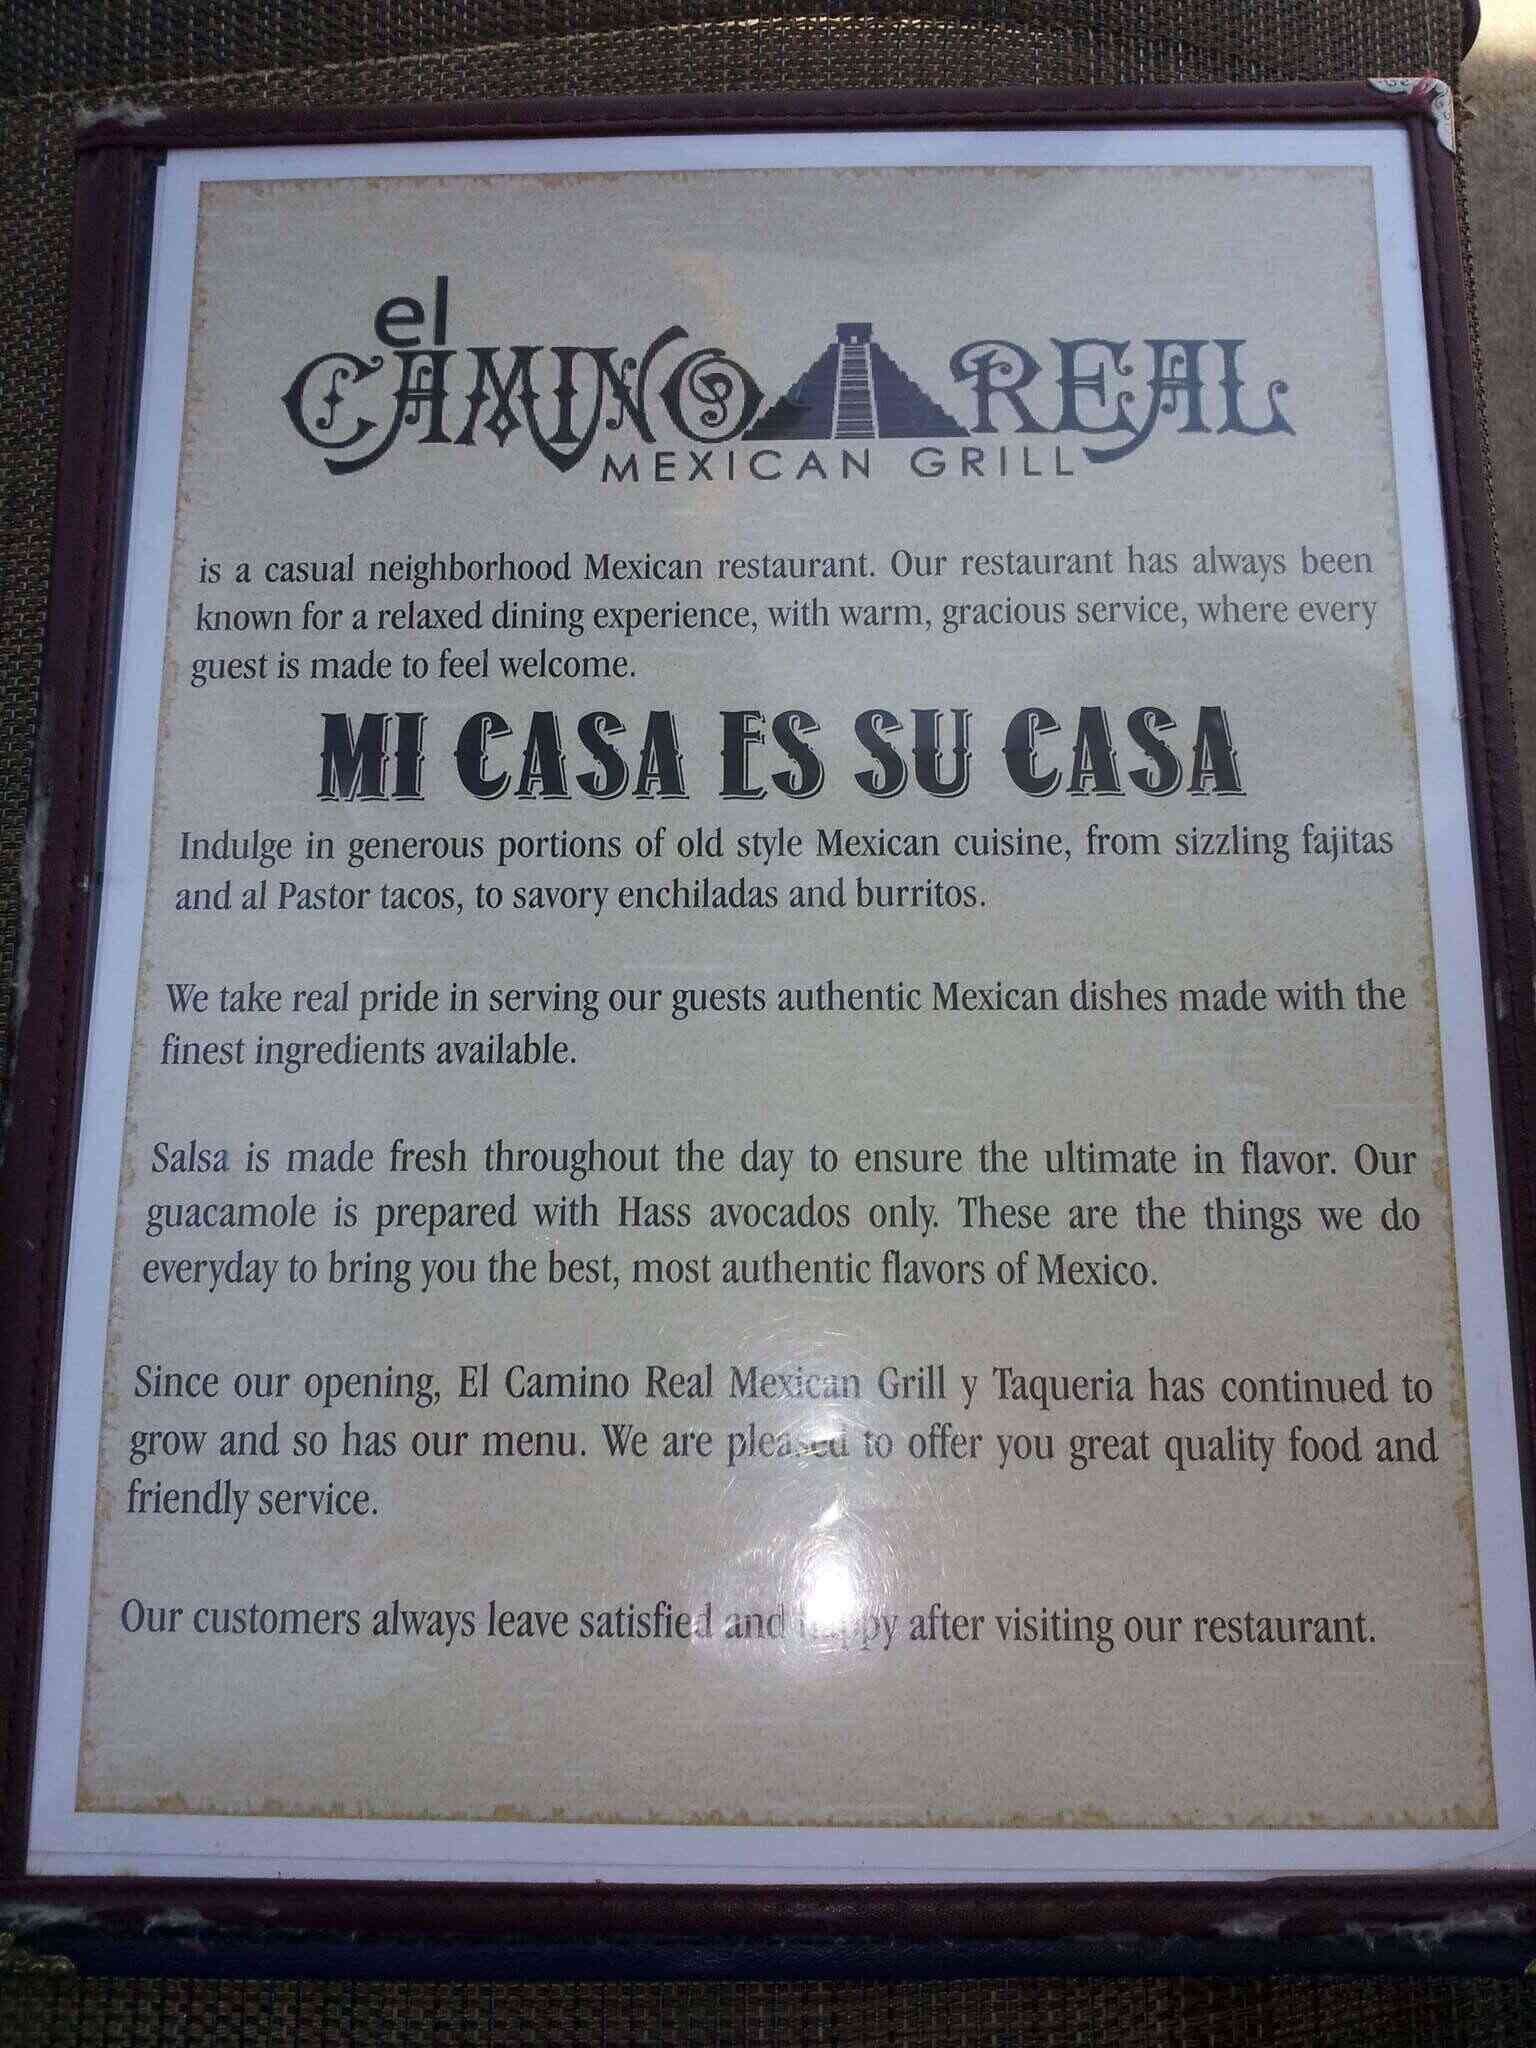 el
CAMINO REAL
MEXICAN GRILL
is a casual neighborhood Mexican restaurant. Our restaurant has always been
known for a relaxed dining experience, with warm, gracious service, where every
guest is made to feel welcome.
MI CASA ES SU CASA
Indulge in generous portions of old style Mexican cuisine, from sizzling fajitas
and al Pastor tacos, to savory enchiladas and burritos.
We take real pride in serving our guests authentic Mexican dishes made with the
finest ingredients available.
Salsa is made fresh throughout the day to ensure the ultimate in flavor. Our
guacamole is prepared with Hass avocados only. These are the things we do
everyday to bring you the best, most authentic flavors of Mexico.
Since our opening, El Camino Real Mexican Grill y Taqueria has continued to
grow and so has our menu. We are pleased to offer you great quality food and
friendly service.
Our customers always leave satisfied and happy after visiting our restaurant.